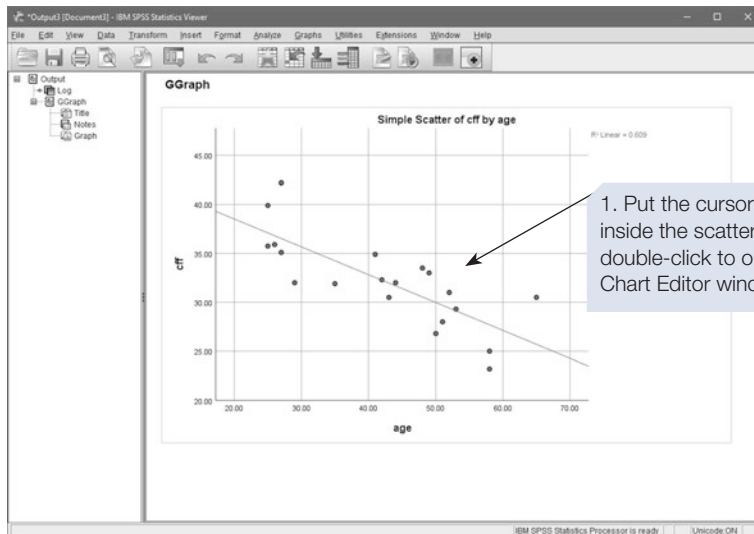 *Output3 [Document3] - IBM SPSS Statistics Viewer
File Edit View Data Transform Insert Format Analyze Graphs Utilities Extensions Window Help
Output
Log
GGraph
Title
Notes
Graph
GGraph
Simple Scatter of cff by age
R² Linear = 0.609
45.00
40.00
35.00
30.00
25.00
20.00
cff
20.00 30.00 40.00 50.00 60.00 70.00
age
1. Put the cursor
inside the scatter
double-click to o
Chart Editor wind
IBM SPSS Statistics Processor is ready Unicode:ON